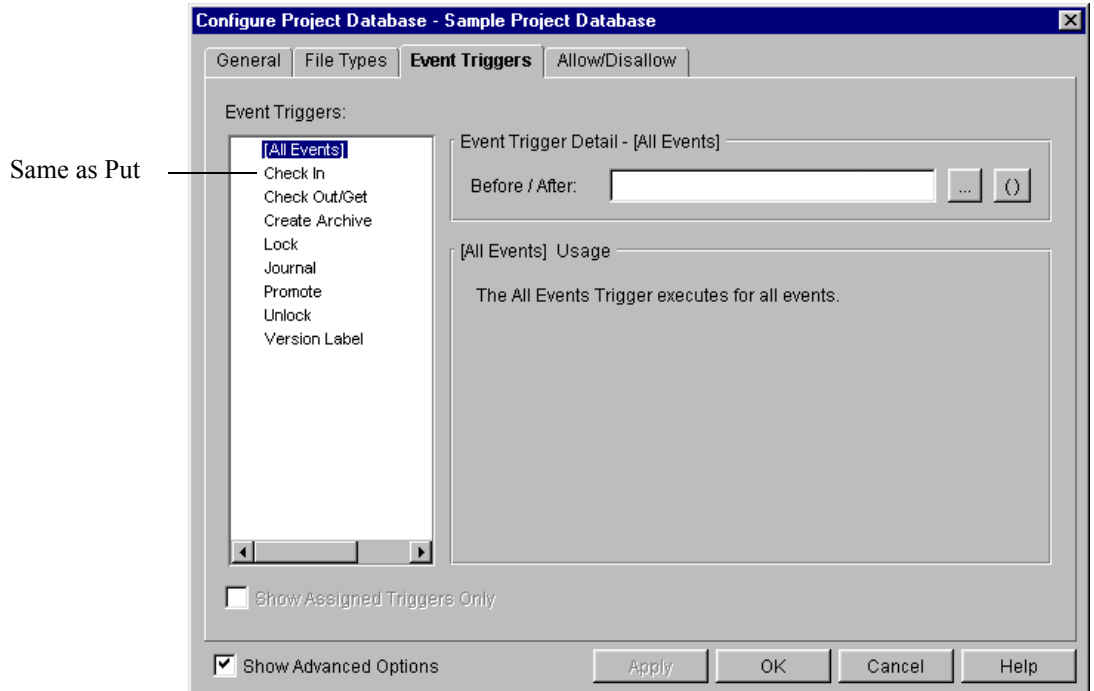 Configure Project Database - Sample Project Database
General File Types Event Triggers Allow/Disallow
Event Triggers:
[All Events]
Check In
Check Out/Get
Create Archive
Lock
Journal
Promote
Unlock
Version Label
Same as Put
Event Trigger Detail - [All Events]
Before / After: ... ()
[All Events] Usage
The All Events Trigger executes for all events.
Show Assigned Triggers Only
Show Advanced Options
Apply OK Cancel Help